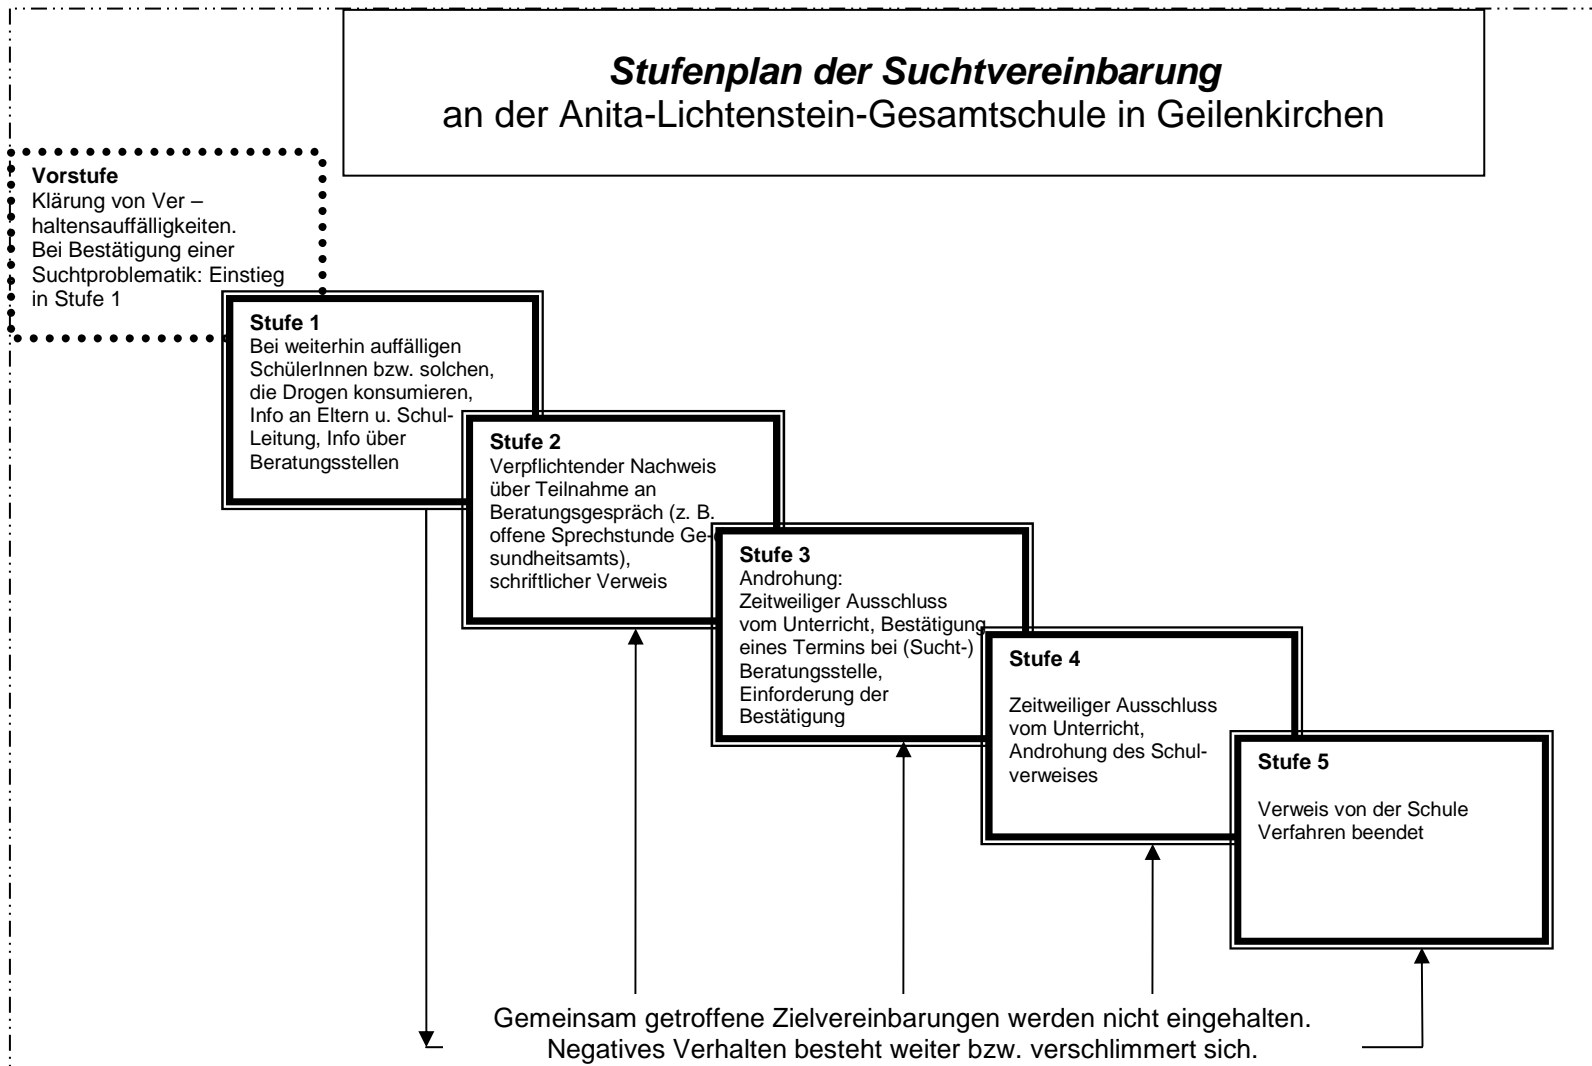 Stufenplan der Suchtvereinbarung
an der Anita-Lichtenstein-Gesamtschule in Geilenkirchen
Vorstufe
Klärung von Ver –
haltensauffälligkeiten.
Bei Bestätigung einer
Suchtproblematik: Einstieg
in Stufe 1
Stufe 1
Bei weiterhin auffälligen
SchülerInnen bzw. solchen,
die Drogen konsumieren,
Info an Eltern u. Schul-
Leitung, Info über
Beratungsstellen
Stufe 2
Verpflichtender Nachweis
über Teilnahme an
Beratungsgespräch (z. B.
offene Sprechstunde Ge-
sundheitsamts),
schriftlicher Verweis
Stufe 3
Androhung:
Zeitweiliger Ausschluss
vom Unterricht, Bestätigung
eines Termins bei (Sucht-)
Beratungsstelle,
Einforderung der
Bestätigung
Stufe 4
Zeitweiliger Ausschluss
vom Unterricht,
Androhung des Schul-
verweises
Stufe 5
Verweis von der Schule
Verfahren beendet
Gemeinsam getroffene Zielvereinbarungen werden nicht eingehalten.
Negatives Verhalten besteht weiter bzw. verschlimmert sich.